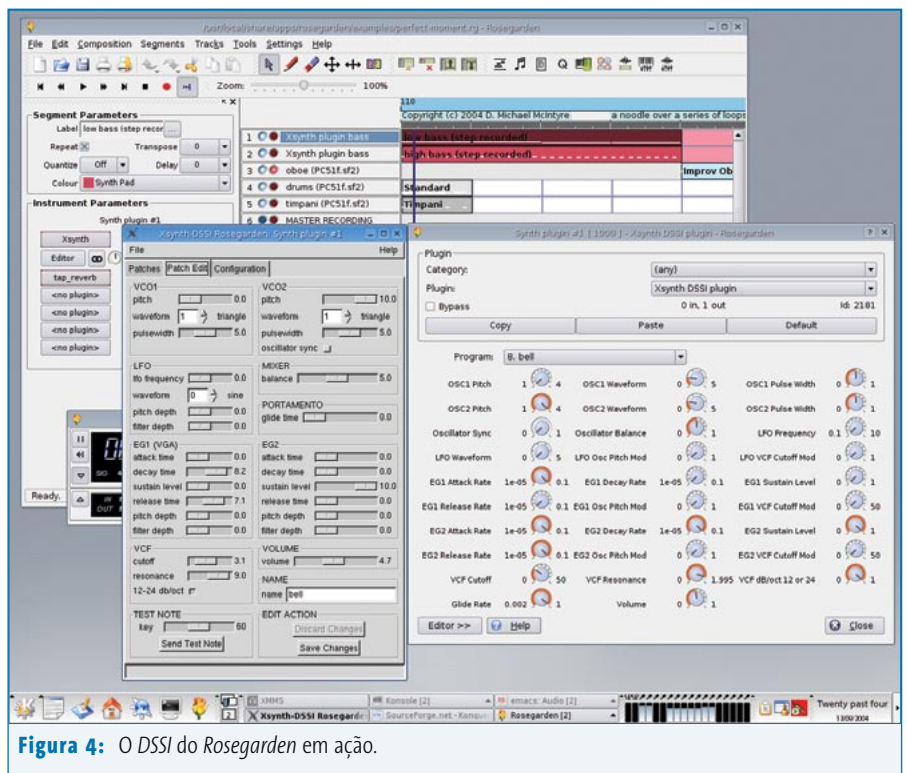 /usr/local/share/apps/rosegarden/examples/perfect-moment.rg - Rosegarden
File Edit Composition Segments Tracks Tools Settings Help
Zoom: 100%
110
Segment Parameters
Copyright (c) 2004 D. Michael McIntyre a noodle over a series of loops
Label low bass (step recor ...
Repeat Transpose 0
Quantize Off Delay 0
Colour Synth Pad
1 Xsynth plugin bass low bass (step recorded)
2 Xsynth plugin bass high bass (step recorded)
3 oboe (PC51f.sf2) Improv Ob
4 drums (PC51f.sf2) Standard
5 timpani (PC51f.sf2) Timpani
6 MASTER RECORDING
Instrument Parameters
Synth plugin #1
Xsynth
Editor
tap_reverb
<no plugin>
<no plugin>
<no plugin>
<no plugin>
SIG
OUT
Ready.
Xsynth-DSSI Rosegarden Synth plugin #1
File Help
Patches Patch Edit Configuration
VCO1
pitch 0.0
waveform 1 triangle
pulsewidth 5.0
VCO2
pitch 10.0
waveform 1 triangle
pulsewidth 5.0
oscillator sync
LFO
lfo frequency 0.0
waveform 0 sine
pitch depth 0.0
filter depth 0.0
MIXER
balance 5.0
PORTAMENTO
glide time 0.0
EG1 (VGA)
attack time 0.0
decay time 8.2
sustain level 0.0
release time 7.1
pitch depth 0.0
filter depth 0.0
EG2
attack time 0.0
decay time 0.0
sustain level 10.0
release time 0.0
pitch depth 0.0
filter depth 0.0
VCF
cutoff 3.1
resonance 9.0
12-24 db/oct
VOLUME
volume 4.7
NAME
name bell
TEST NOTE
key 60
Send Test Note
EDIT ACTION
Discard Changes
Save Changes
Synth plugin #1 [ 1000 ] - Xsynth DSSI plugin - Rosegarden
Plugin
Category: (any)
Plugin: Xsynth DSSI plugin
Bypass 0 in, 1 out Id: 2181
Copy Paste Default
Program: 8. bell
OSC1 Pitch 1 4 OSC1 Waveform 0 5 OSC1 Pulse Width 0 1
OSC2 Pitch 1 4 OSC2 Waveform 0 5 OSC2 Pulse Width 0 1
Oscillator Sync 0 1 Oscillator Balance 0 1 LFO Frequency 0.1 10
LFO Waveform 0 5 LFO Osc Pitch Mod 0 1 LFO VCF Cutoff Mod 0 1
EG1 Attack Rate 1e-05 0.1 EG1 Decay Rate 1e-05 0.1 EG1 Sustain Level 0 1
EG1 Release Rate 1e-05 0.1 EG1 Osc Pitch Mod 0 1 EG1 VCF Cutoff Mod 0 50
EG2 Attack Rate 1e-05 0.1 EG2 Decay Rate 1e-05 0.1 EG2 Sustain Level 0 1
EG2 Release Rate 1e-05 0.1 EG2 Osc Pitch Mod 0 1 EG2 VCF Cutoff Mod 0 50
VCF Cutoff 0 50 VCF Resonance 0 1.995 VCF dB/oct 12 or 24 0 1
Glide Rate 0.002 1 Volume 0 1
Editor >> Help Close
XMMS Konsole [2] emacs: Audio [2]
2 Xsynth-DSSI Rosegarde SourceForge.net - Konqu Rosegarden [2]
Twenty past four
13/09/2004
Figura 4: O DSSI do Rosegarden em ação.